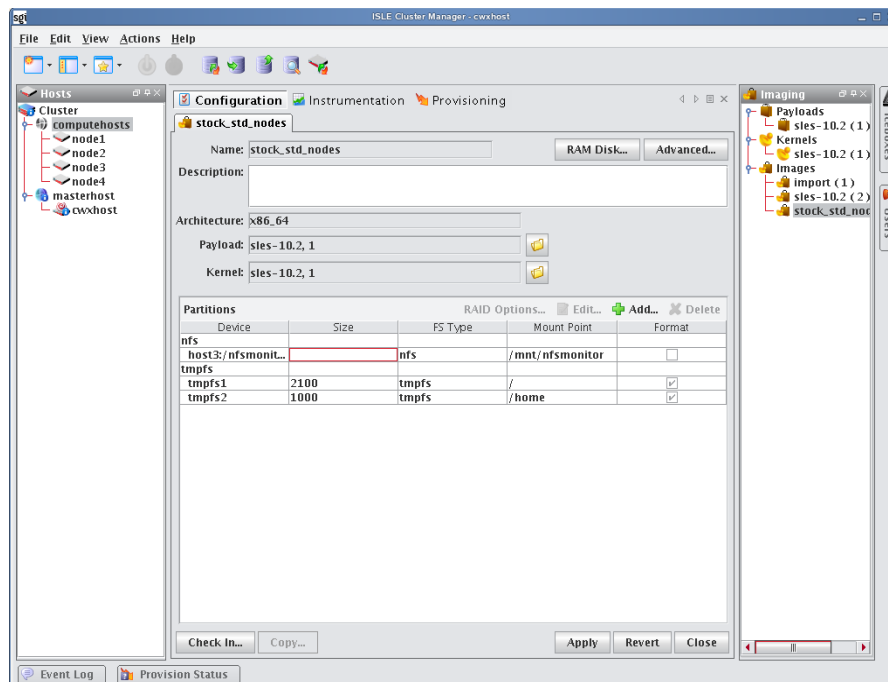 sgi ISLE Cluster Manager - cwxhost
File Edit View Actions Help
Hosts
Cluster
computehosts
node1
node2
node3
node4
masterhost
cwxhost
Configuration Instrumentation Provisioning
stock_std_nodes
Name: stock_std_nodes RAM Disk... Advanced...
Description:
Architecture: x86_64
Payload: sles-10.2, 1
Kernel: sles-10.2, 1
Partitions RAID Options... Edit... Add... Delete
Device Size FS Type Mount Point Format
nfs
host3:/nfsmonit... nfs /mnt/nfsmonitor
tmpfs
tmpfs1 2100 tmpfs /
tmpfs2 1000 tmpfs /home
Check In... Copy... Apply Revert Close
Imaging
Payloads
sles-10.2 (1)
Kernels
sles-10.2 (1)
Images
import (1)
sles-10.2 (2)
stock_std_nod
Event Log Provision Status